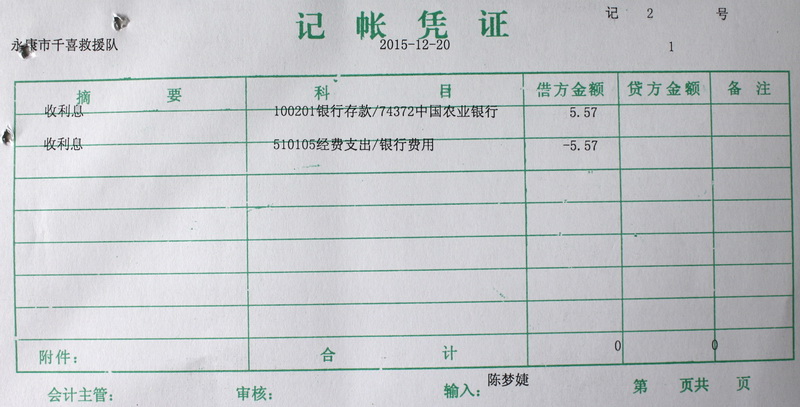 记 帐 凭 证
记 2 号
永康市千喜救援队 2015-12-20 1
摘 要 科 目 借方金额 贷方金额 备 注
收利息 100201银行存款/74372中国农业银行 5.57
收利息 510105经费支出/银行费用 -5.57
附件: 合 计 0 0
会计主管: 审核: 输入: 陈梦婕 第 页共 页